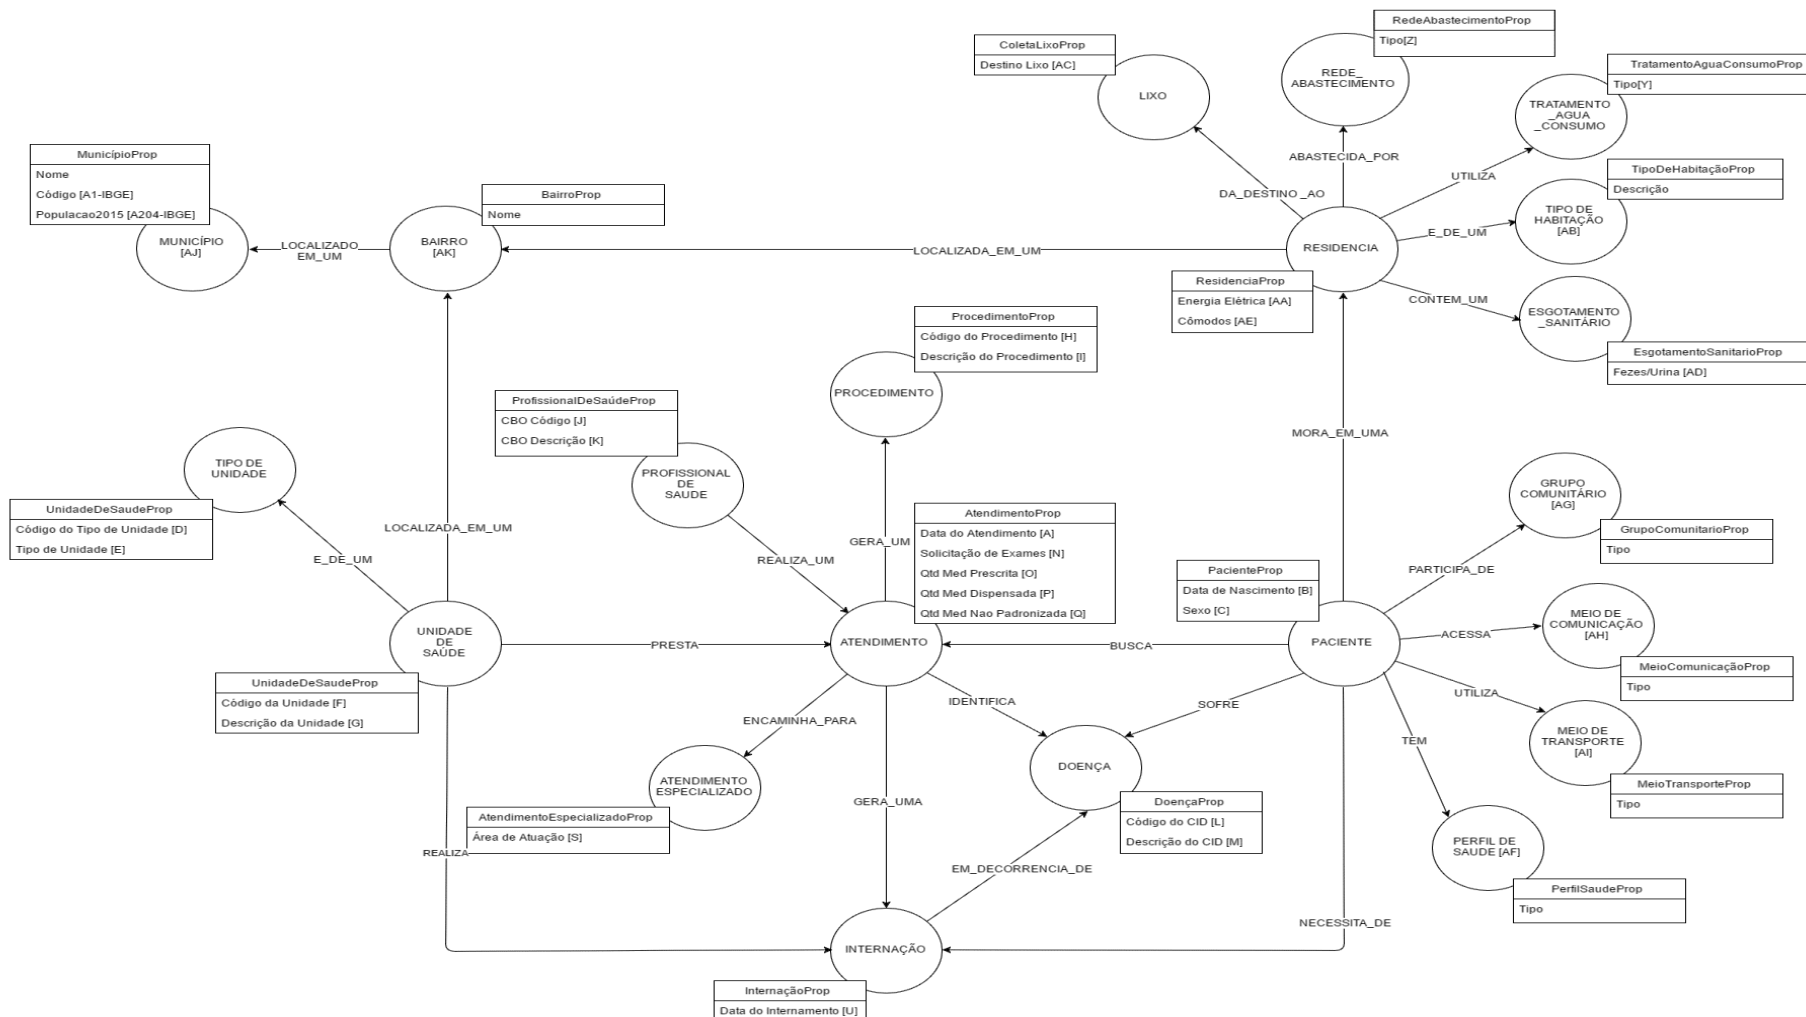 RedeAbastecimentoProp
Tipo[Z]
ColetaLixoProp
Destino Lixo [AC]
REDE_
ABASTECIMENTO
LIXO
TratamentoAguaConsumoProp
Tipo[Y]
TRATAMENTO
_AGUA
_CONSUMO
ABASTECIDA_POR
DA_DESTINO _AO
UTILIZA
MunicípioProp
Nome
Código [A1-IBGE]
Populacao2015 [A204-IBGE]
MUNICÍPIO
[AJ]
LOCALIZADO
EM_UM
BairroProp
Nome
BAIRRO
[AK]
LOCALIZADA_EM_UM
RESIDENCIA
ResidenciaProp
Energia Elétrica [AA]
Cômodos [AE]
E_DE_UM
TipoDeHabitaçãoProp
Descrição
TIPO DE
HABITAÇÃO
[AB]
CONTEM_UM
ESGOTAMENTO
_SANITÁRIO
EsgotamentoSanitarioProp
Fezes/Urina [AD]
ProcedimentoProp
Código do Procedimento [H]
Descrição do Procedimento [I]
PROCEDIMENTO
ProfissionalDeSaúdeProp
CBO Código [J]
CBO Descrição [K]
PROFISSIONAL
DE
SAUDE
MORA_EM_UMA
TIPO DE
UNIDADE
UnidadeDeSaudeProp
Código do Tipo de Unidade [D]
Tipo de Unidade [E]
E_DE_UM
LOCALIZADA_EM_UM
REALIZA_UM
GERA_UM
AtendimentoProp
Data do Atendimento [A]
Solicitação de Exames [N]
Qtd Med Prescrita [O]
Qtd Med Dispensada [P]
Qtd Med Nao Padronizada [Q]
PacienteProp
Data de Nascimento [B]
Sexo [C]
GRUPO
COMUNITÁRIO
[AG]
GrupoComunitarioProp
Tipo
PARTICIPA_DE
UNIDADE
DE
SAÚDE
PRESTA
ATENDIMENTO
BUSCA
PACIENTE
ACESSA
MEIO DE
COMUNICAÇÃO
[AH]
MeioComunicaçãoProp
Tipo
UnidadeDeSaudeProp
Código da Unidade [F]
Descrição da Unidade [G]
ENCAMINHA_PARA
IDENTIFICA
SOFRE
UTILIZA
MEIO DE
TRANSPORTE
[AI]
MeioTransporteProp
Tipo
TEM
ATENDIMENTO
ESPECIALIZADO
AtendimentoEspecializadoProp
Área de Atuação [S]
GERA_UMA
DOENÇA
DoençaProp
Código do CID [L]
Descrição do CID [M]
REALIZA
EM_DECORRENCIA_DE
PERFIL DE
SAUDE [AF]
PerfilSaudeProp
Tipo
NECESSITA_DE
INTERNAÇÃO
InternaçãoProp
Data do Internamento [U]